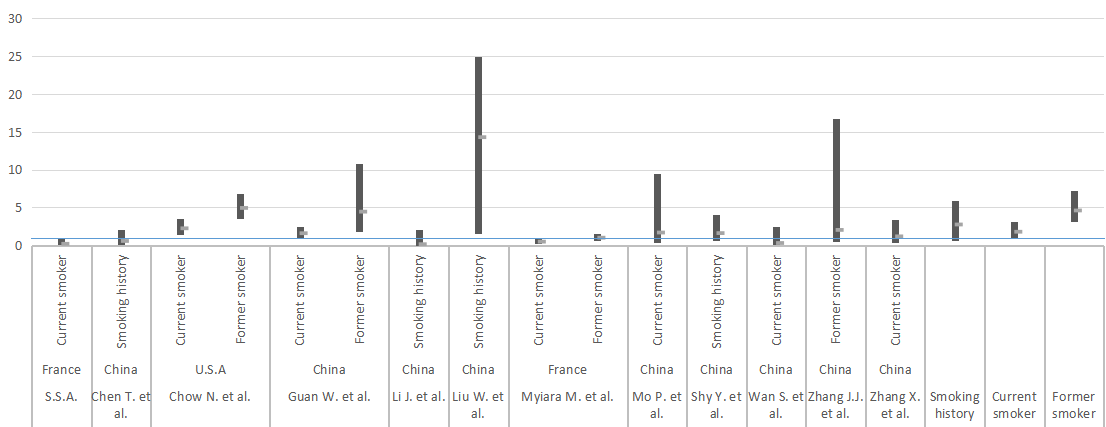 30
25
20
15
10
5
0
Current smoker
Smoking history
Current smoker
Former smoker
Current smoker
Former smoker
Smoking history
Smoking history
Current smoker
Former smoker
Current smoker
Smoking history
Current smoker
Former smoker
Current smoker
France
China
U.S.A
China
China
China
France
China
China
China
China
China
S.S.A.
Chen T. et
al.
Chow N. et al.
Guan W. et al.
Li J. et al.
Liu W. et
al.
Myiara M. et al.
Mo P. et
al.
Shy Y. et
al.
Wan S. et
al.
Zhang J.J.
et al.
Zhang X.
et al.
Smoking
history
Current
smoker
Former
smoker